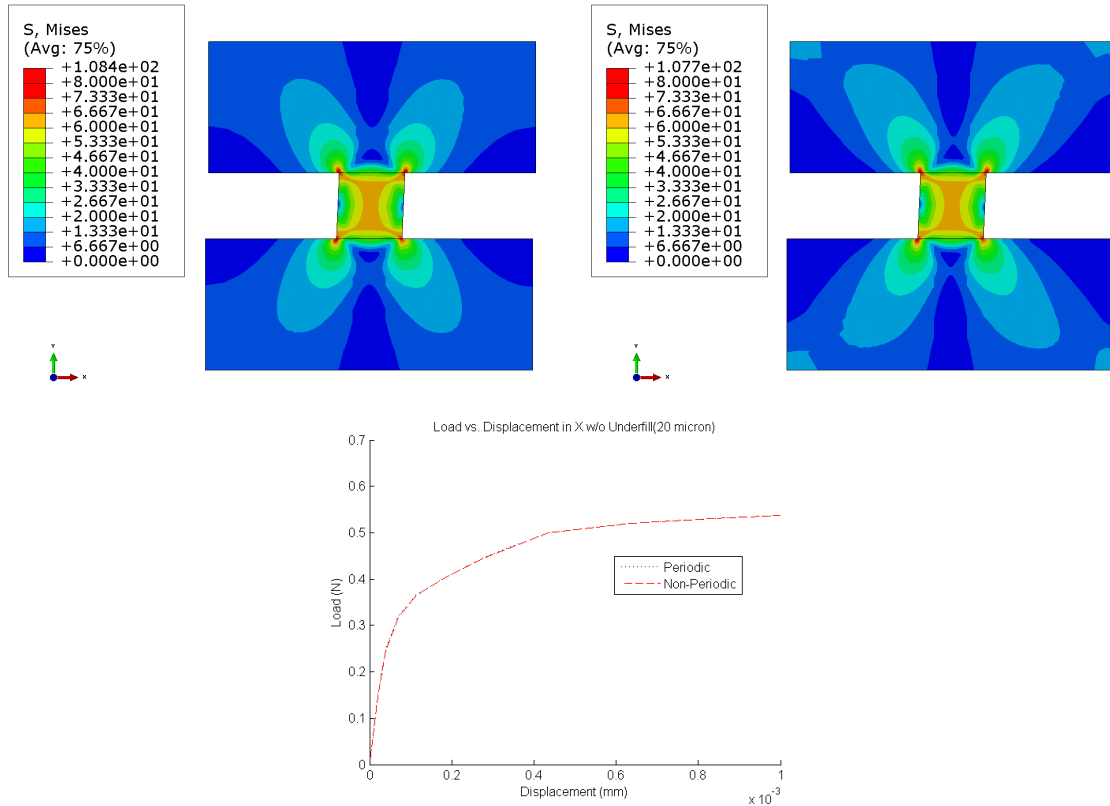 S, Mises
(Avg: 75%)
+1.084e+02
+8.000e+01
+7.333e+01
+6.667e+01
+6.000e+01
+5.333e+01
+4.667e+01
+4.000e+01
+3.333e+01
+2.667e+01
+2.000e+01
+1.333e+01
+6.667e+00
+0.000e+00
Y
X
S, Mises
(Avg: 75%)
+1.077e+02
+8.000e+01
+7.333e+01
+6.667e+01
+6.000e+01
+5.333e+01
+4.667e+01
+4.000e+01
+3.333e+01
+2.667e+01
+2.000e+01
+1.333e+01
+6.667e+00
+0.000e+00
Y
X
Load vs. Displacement in X w/o Underfill(20 micron)
0.7
0.6
0.5
0.4
0.3
0.2
0.1
0
Load (N)
Periodic
Non-Periodic
0 0.2 0.4 0.6 0.8 1
x 10⁻³
Displacement (mm)